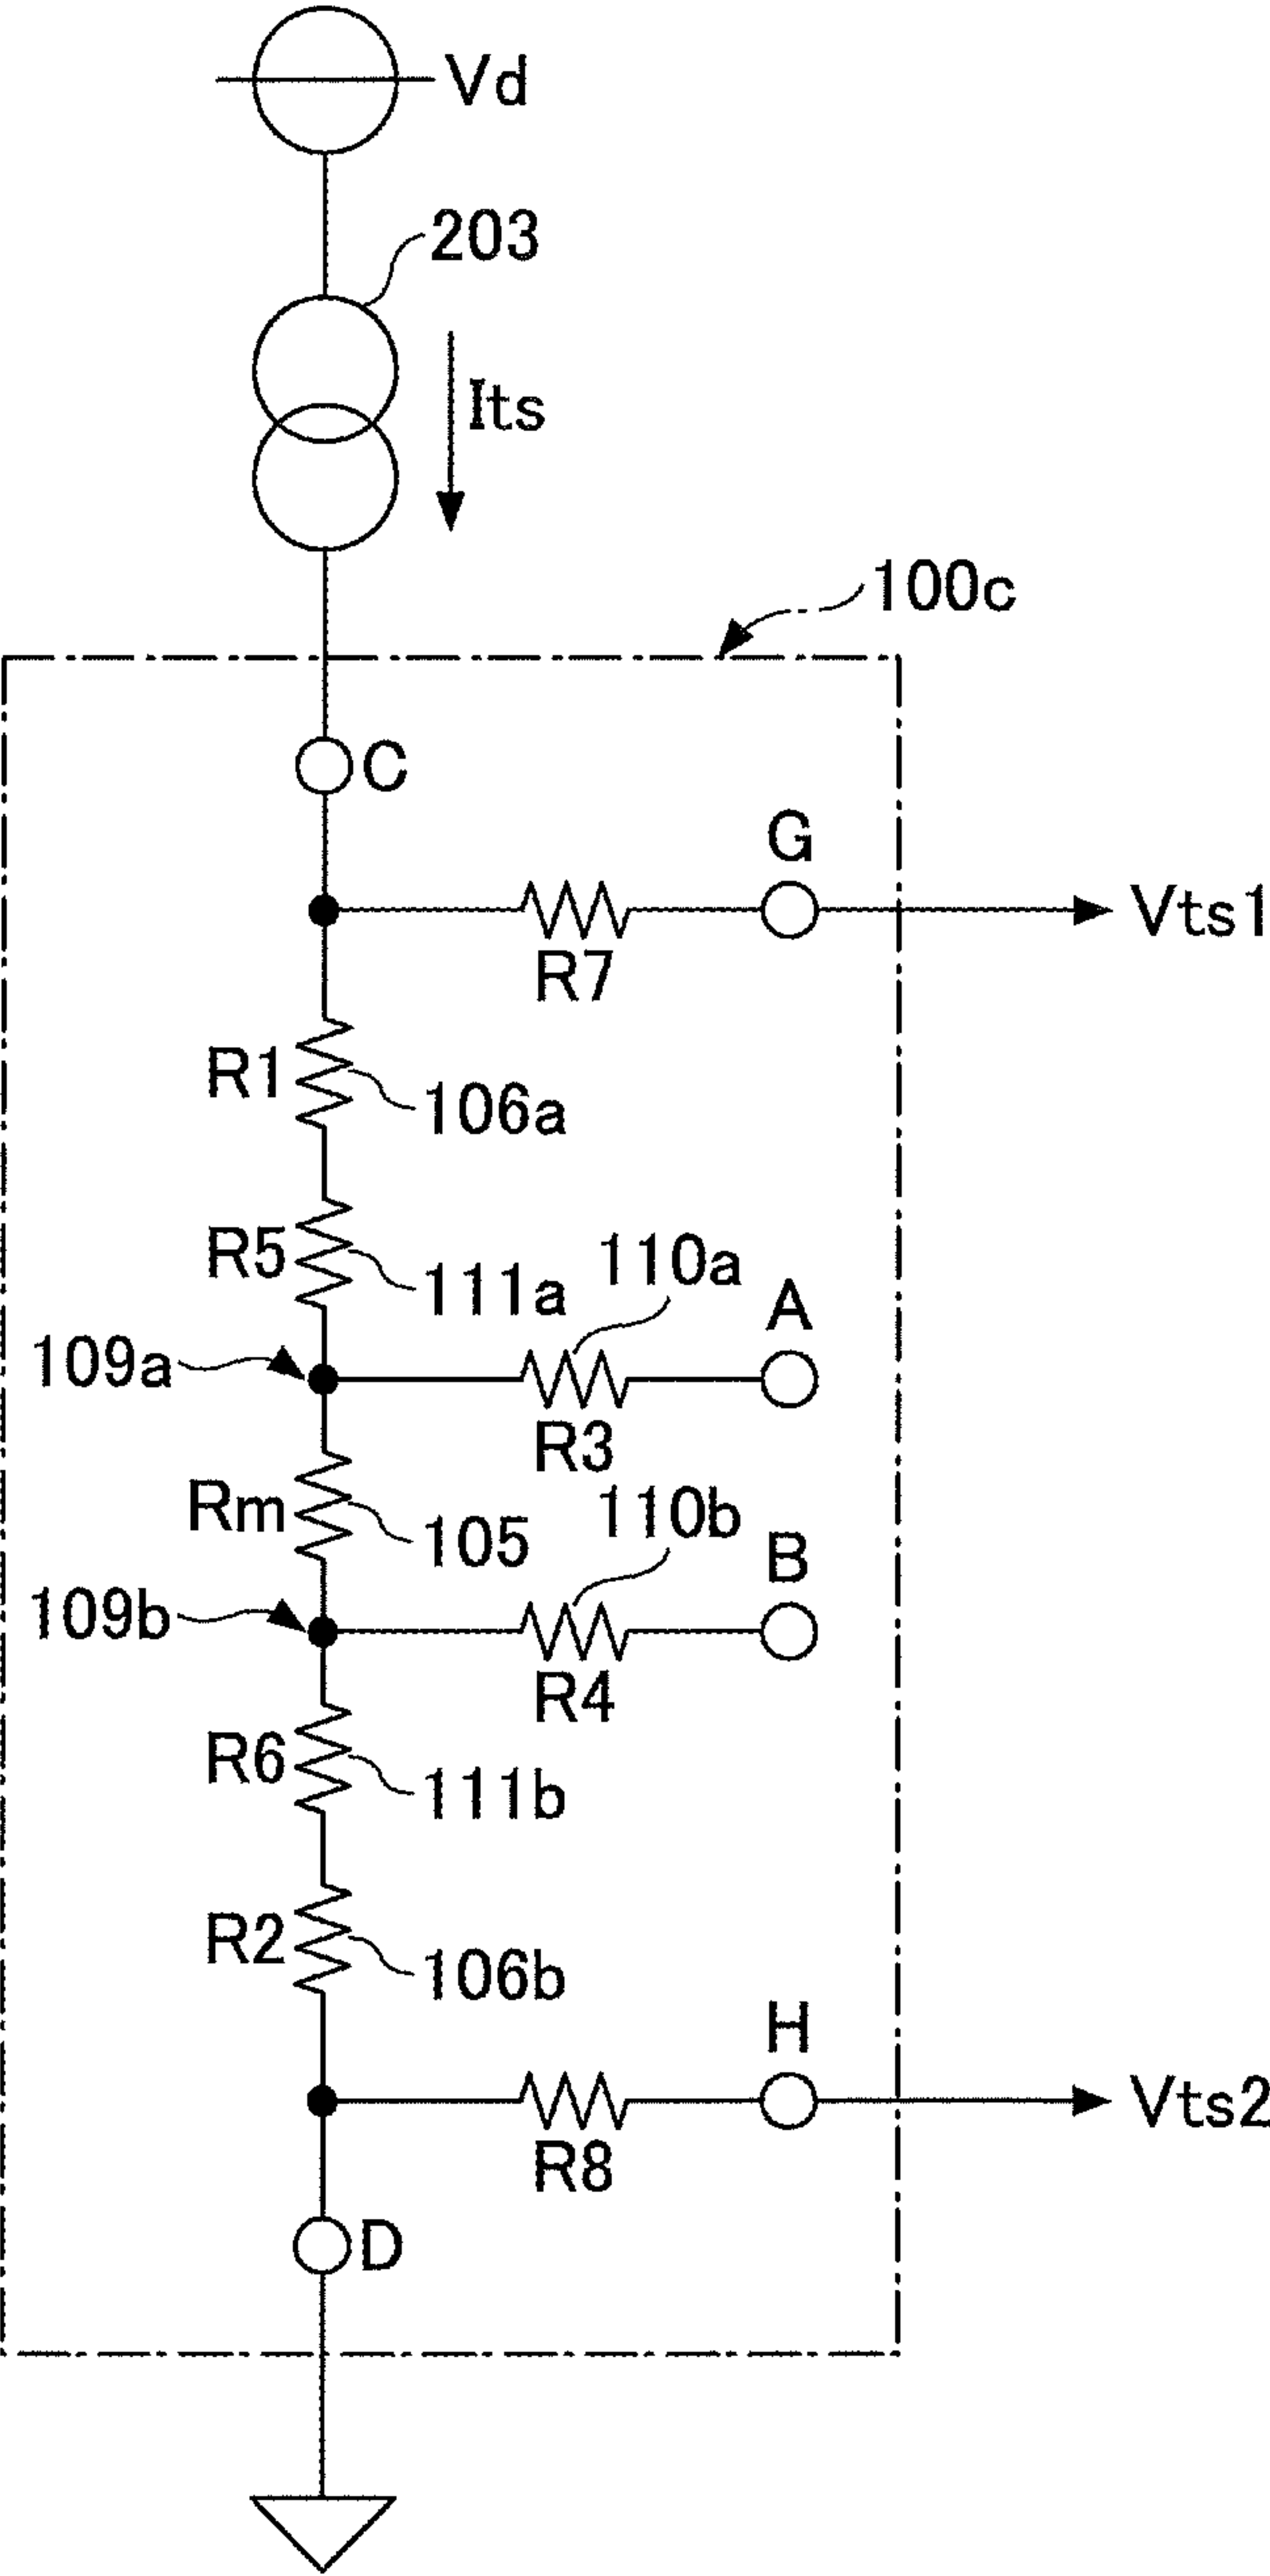 Vd
203
Its
100c
C
G
Vts1
R7
R1
106a
R5
111a
110a
A
109a
R3
Rm
105
110b
B
109b
R4
R6
111b
R2
106b
H
Vts2
R8
D